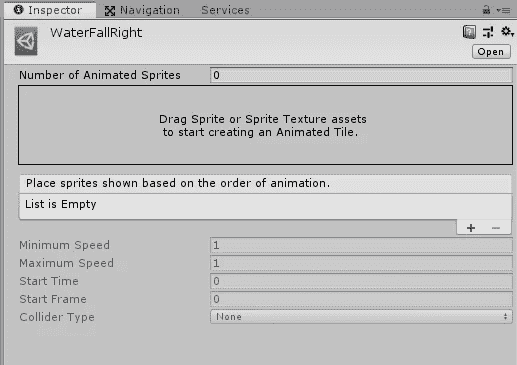 Inspector Navigation Services
WaterFallRight
Open
Number of Animated Sprites 0
Drag Sprite or Sprite Texture assets
to start creating an Animated Tile.
Place sprites shown based on the order of animation.
List is Empty
+ −
Minimum Speed 1
Maximum Speed 1
Start Time 0
Start Frame 0
Collider Type None